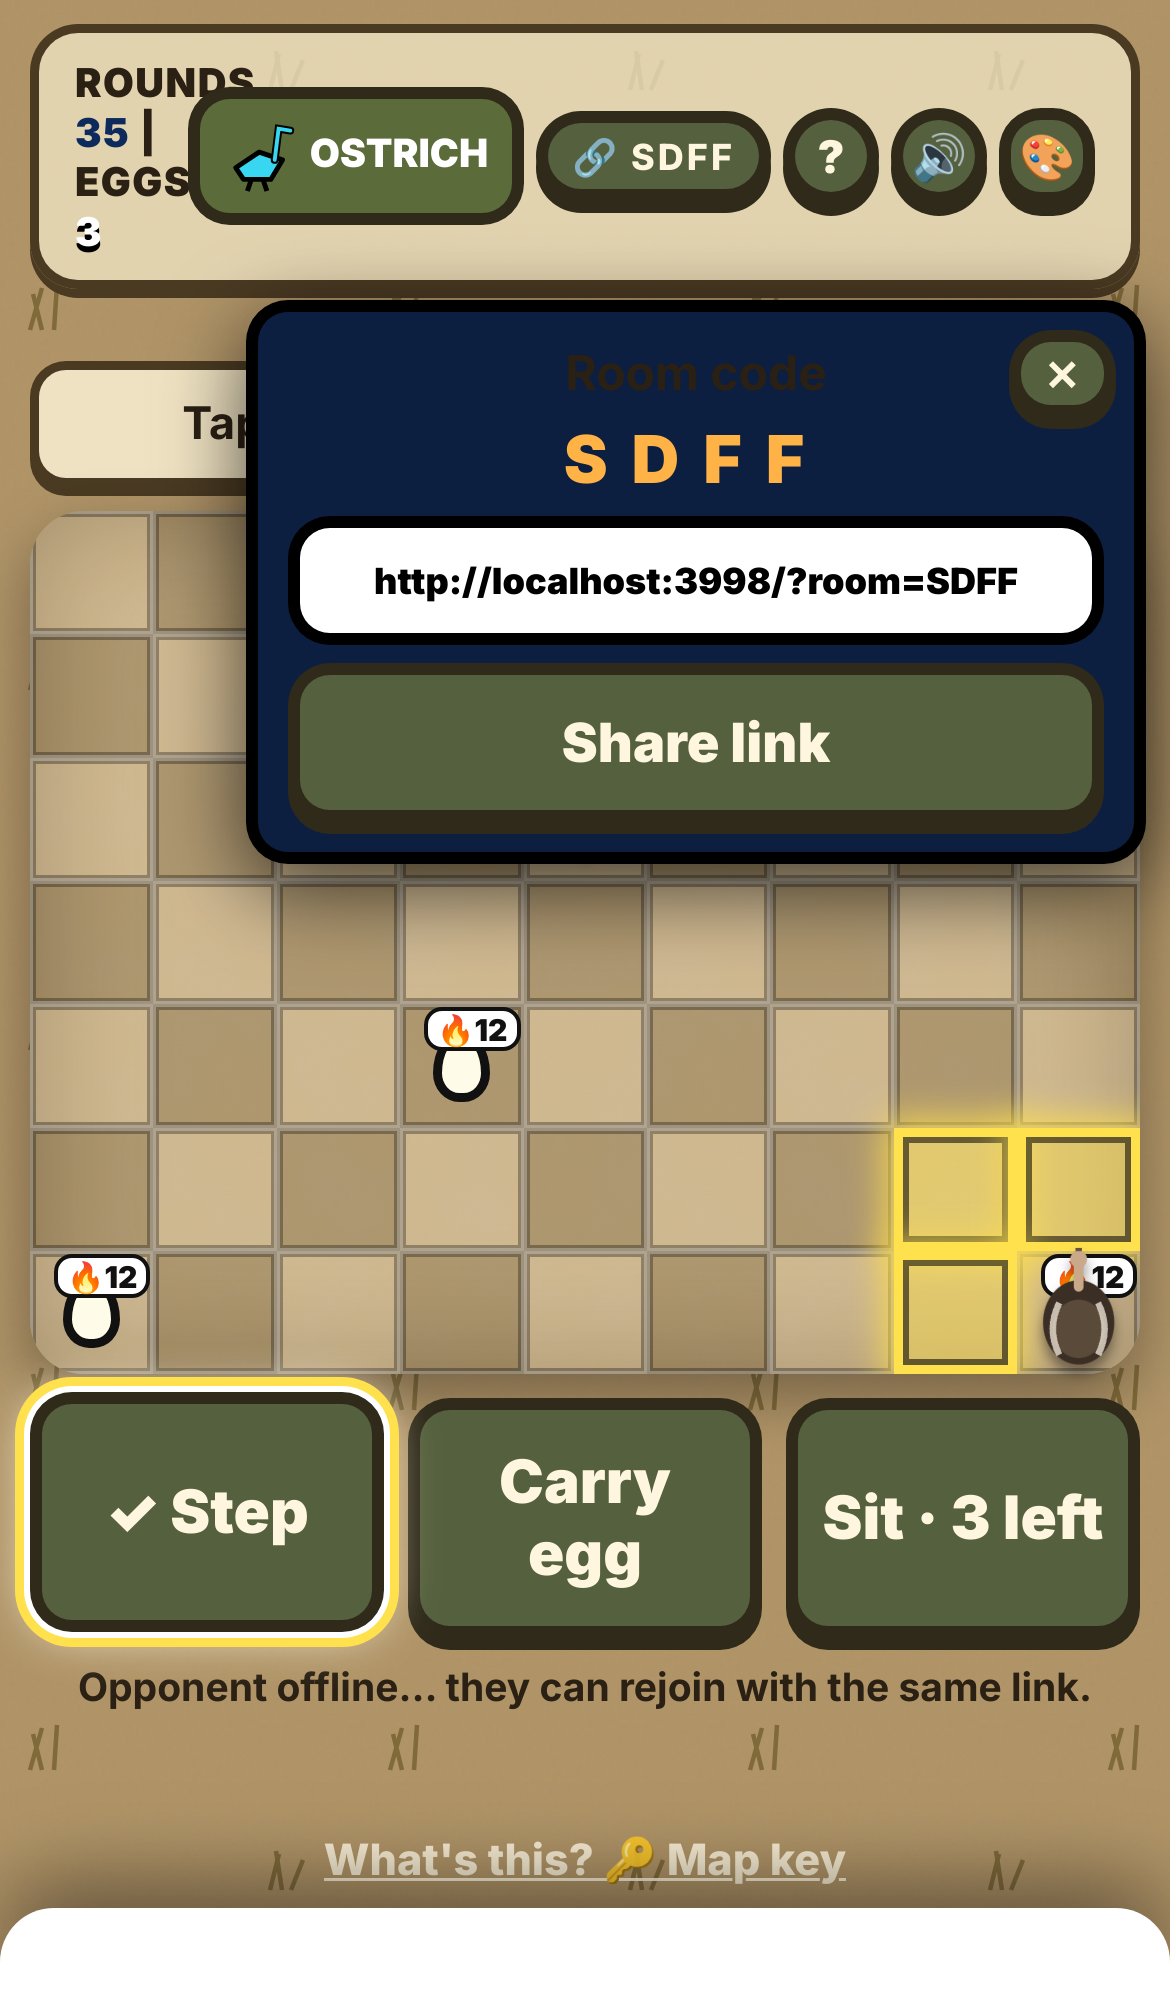 ROUNDS
35 |
EGGS
3
OSTRICH
SDFF
?
Tap
Room code
×
SDFF
http://localhost:3998/?room=SDFF
Share link
12
12
12
✓ Step
Carry
egg
Sit · 3 left
Opponent offline... they can rejoin with the same link.
What's this? 🔑 Map key